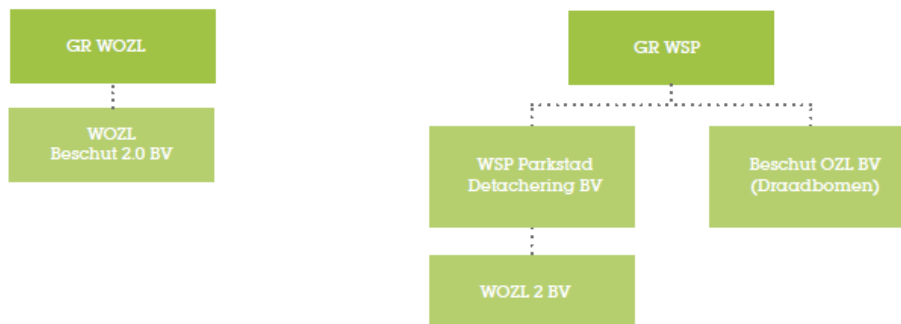 GR WOZL
GR WSP
WOZL
Beschut 2.0 BV
WSP Parkstad
Detachering BV
Beschut OZL BV
(Draadbomen)
WOZL 2 BV